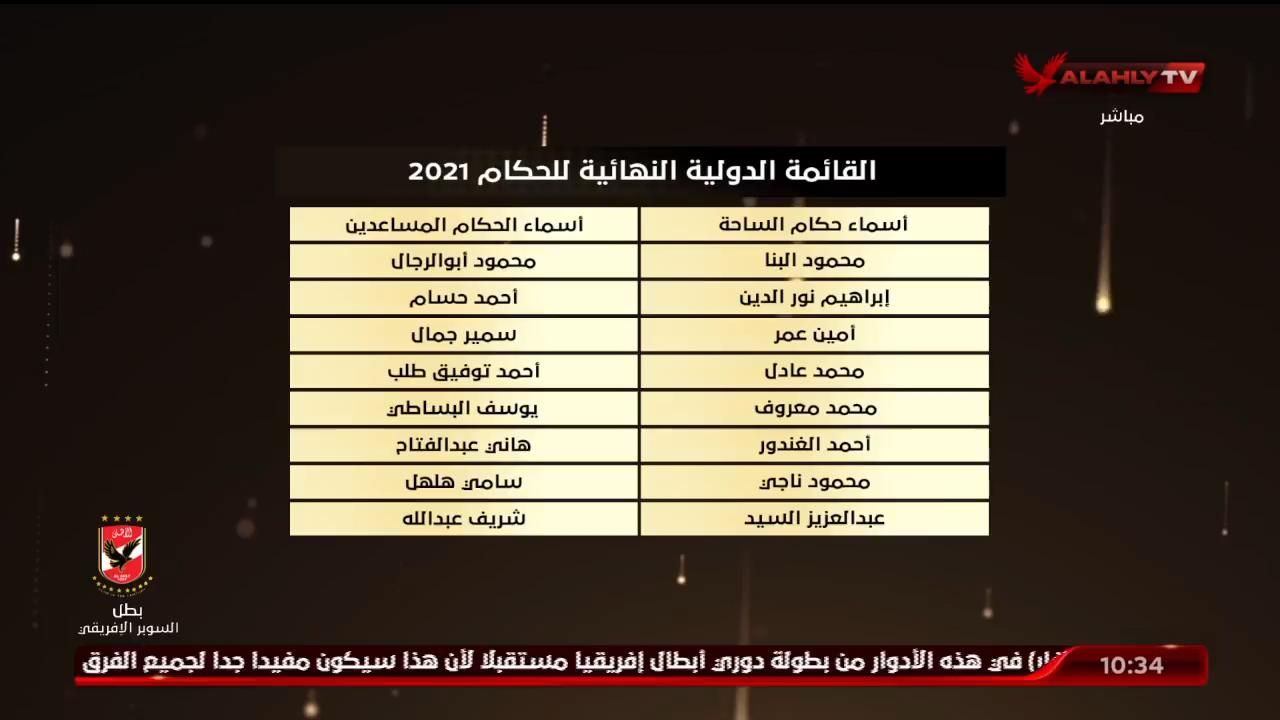 ALAHLY TV
مباشر
القائمة الدولية النهائية للحكام 2021
أسماء حكام الساحة أسماء الحكام المساعدين
محمود البنا محمود أبوالرجال
إبراهيم نور الدين أحمد حسام
أمين عمر سمير جمال
محمد عادل أحمد توفيق طلب
محمد معروف يوسف البساطي
أحمد الغندور هاني عبدالفتاح
محمود ناجي سامي هلهل
عبدالعزيز السيد شريف عبدالله
الأهلي
AL AHLY
بطل
السوبر الإفريقي
10:34
في هذه الأدوار من بطولة دوري أبطال إفريقيا مستقبلا لأن هذا سيكون مفيدا جدا لجميع الفرق